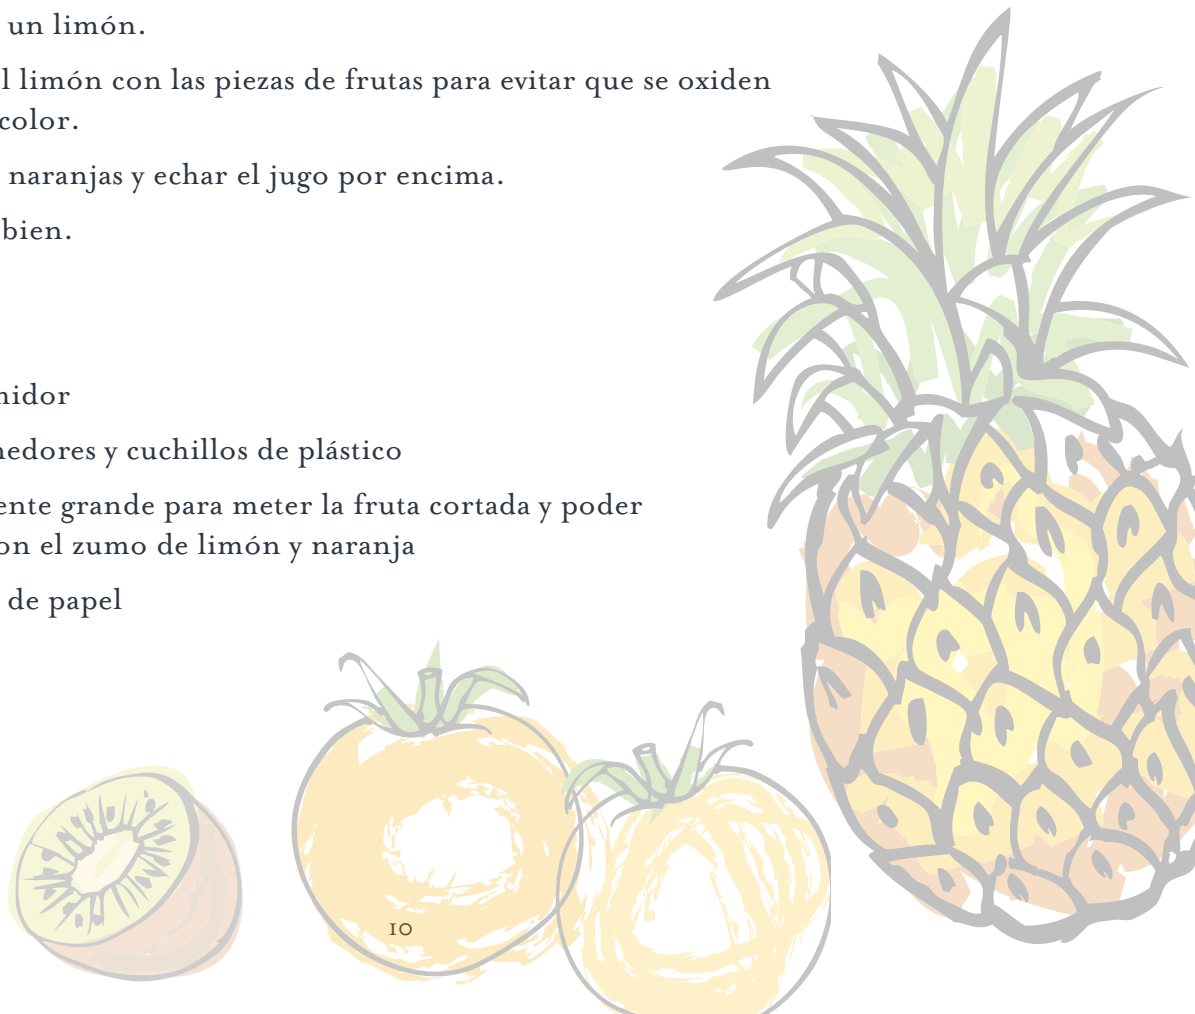 un limón.
l limón con las piezas de frutas para evitar que se oxiden
color.
naranjas y echar el jugo por encima.
bien.
nidor
nedores y cuchillos de plástico
ente grande para meter la fruta cortada y poder
on el zumo de limón y naranja
de papel
10